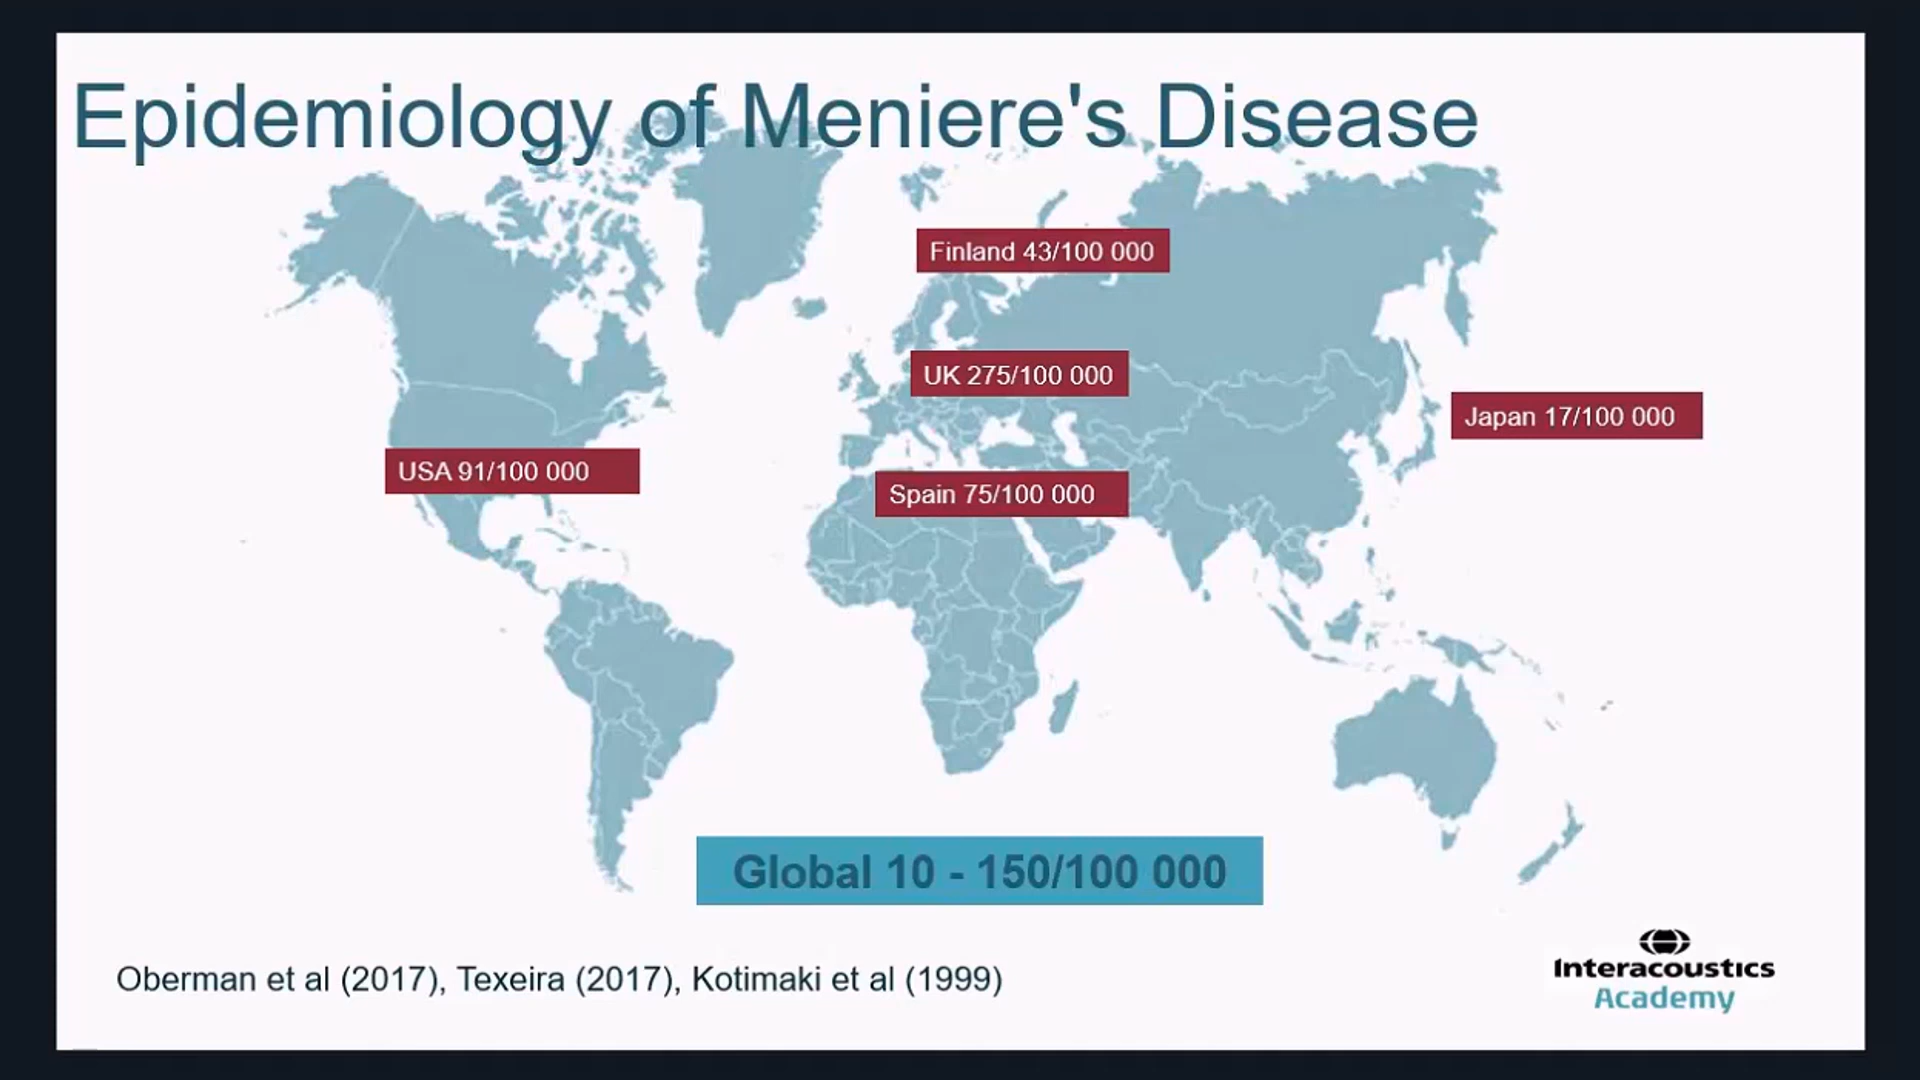 Epidemiology of Meniere's Disease
Finland 43/100 000
UK 275/100 000
Japan 17/100 000
USA 91/100 000
Spain 75/100 000
Global 10 - 150/100 000
Oberman et al (2017), Texeira (2017), Kotimaki et al (1999)
Interacoustics
Academy